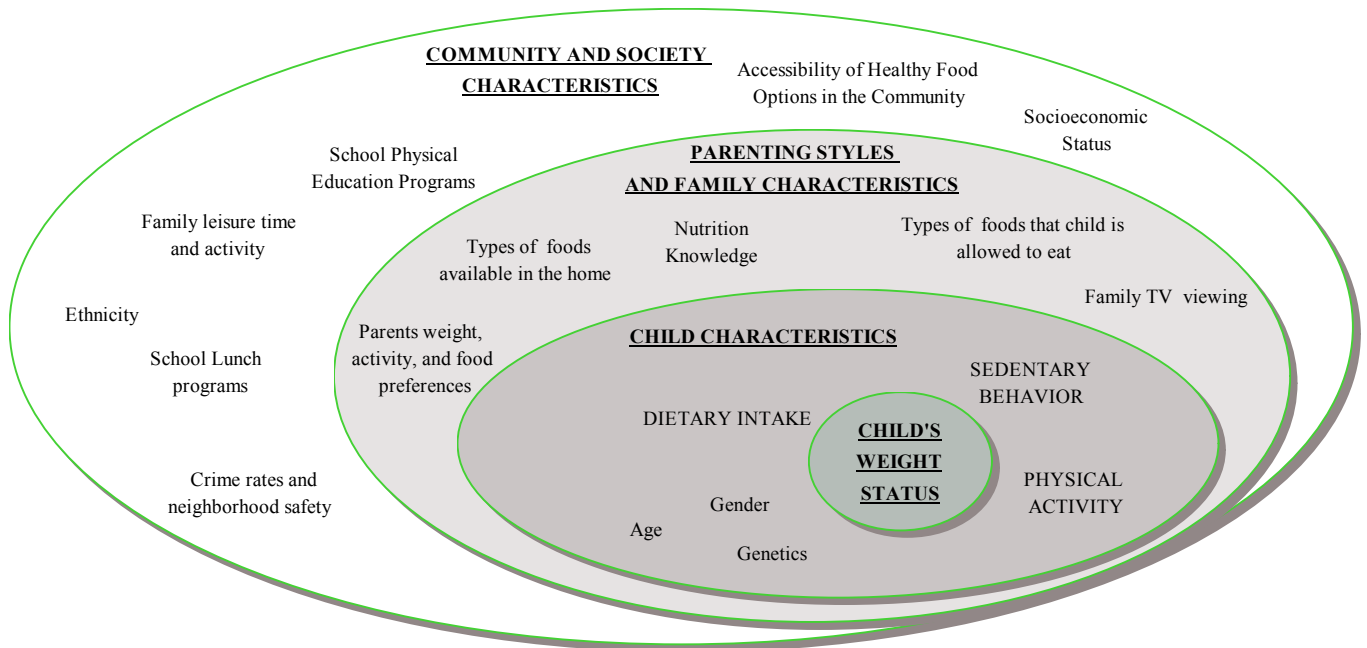 COMMUNITY AND SOCIETY
CHARACTERISTICS
Accessibility of Healthy Food
Options in the Community
Socioeconomic
Status
School Physical
Education Programs
Family leisure time
and activity
Ethnicity
School Lunch
programs
Crime rates and
neighborhood safety
PARENTING STYLES
AND FAMILY CHARACTERISTICS
Types of foods
available in the home
Nutrition
Knowledge
Types of foods that child is
allowed to eat
Family TV viewing
Parents weight,
activity, and food
preferences
CHILD CHARACTERISTICS
SEDENTARY
BEHAVIOR
DIETARY INTAKE
PHYSICAL
ACTIVITY
Gender
Age
Genetics
CHILD'S
WEIGHT
STATUS